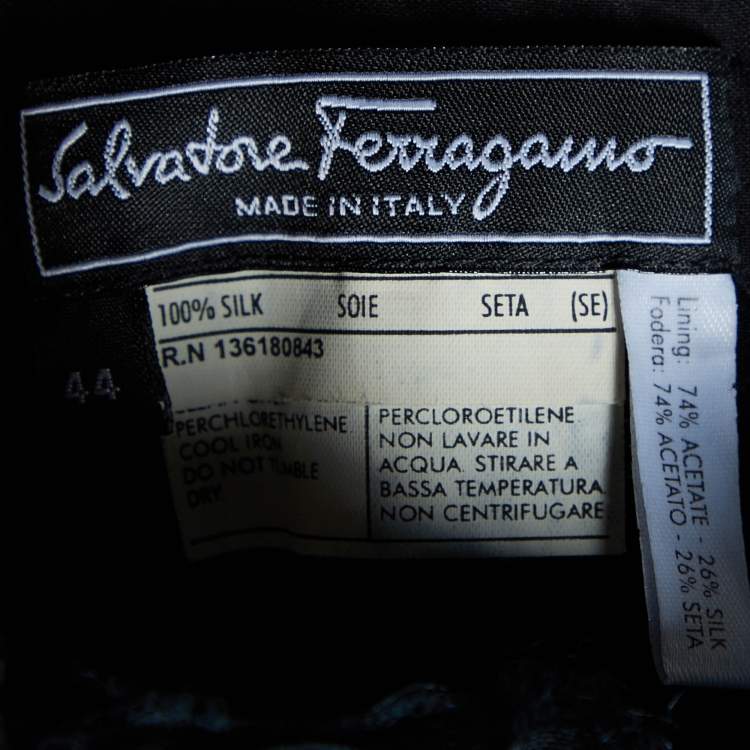 Salvatore Ferragamo
MADE IN ITALY
44
100% SILK SOIE SETA (SE)
R.N 136180843
PERCHLORETHYLENE
COOL IRON
DO NOT TUMBLE
DRY
PERCLOROETILENE
NON LAVARE IN
ACQUA. STIRARE A
BASSA TEMPERATURA
NON CENTRIFUGARE
Lining: 74% ACETATE - 26% SILK
Fodera: 74% ACETATO - 26% SETA